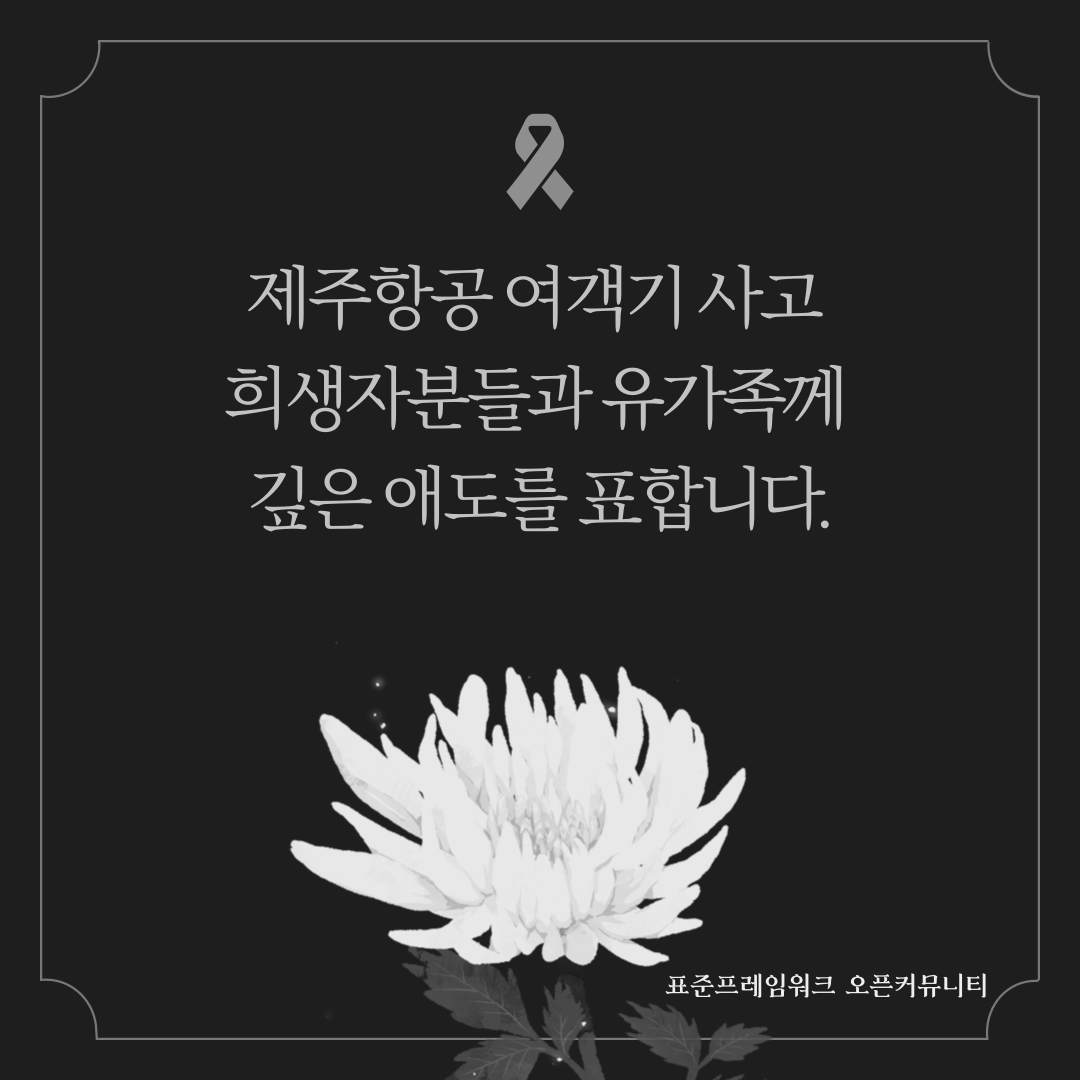 제주항공 여객기 사고
희생자분들과 유가족께
깊은 애도를 표합니다.
표준프레임워크 오픈커뮤니티